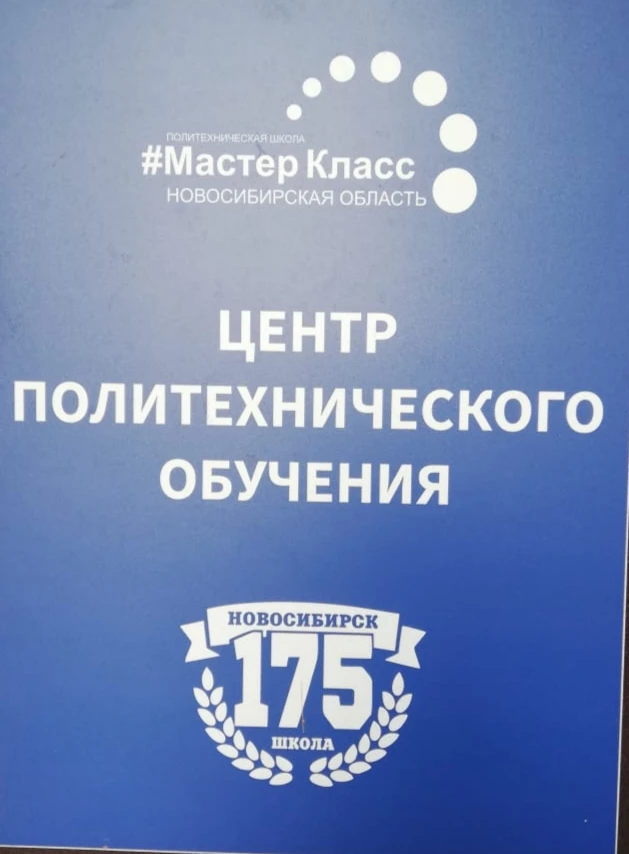 ПОЛИТЕХНИЧЕСКАЯ ШКОЛА
#Мастер Класс
НОВОСИБИРСКАЯ ОБЛАСТЬ
ЦЕНТР
ПОЛИТЕХНИЧЕСКОГО
ОБУЧЕНИЯ
НОВОСИБИРСК
175
ШКОЛА